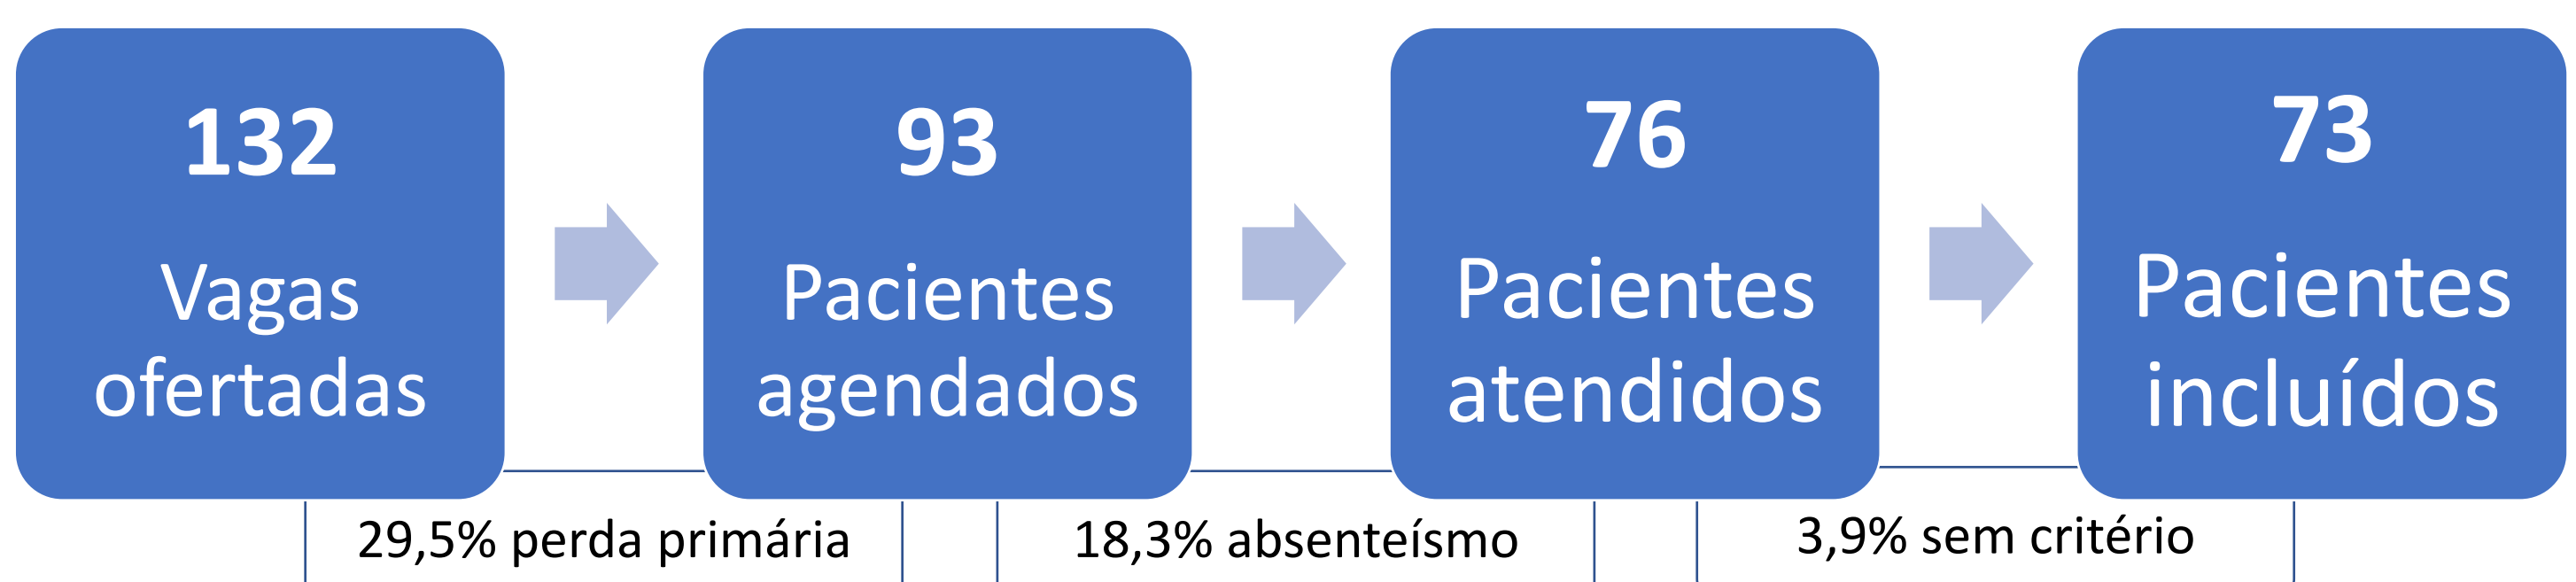 132
Vagas
ofertadas
93
Pacientes
agendados
76
Pacientes
atendidos
73
Pacientes
incluídos
29,5% perda primária
18,3% absenteísmo
3,9% sem critério